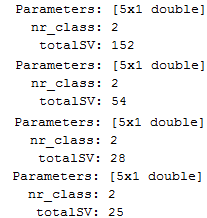 Parameters: [5x1 double]
nr_class: 2
totalSV: 152
Parameters: [5x1 double]
nr_class: 2
totalSV: 54
Parameters: [5x1 double]
nr_class: 2
totalSV: 28
Parameters: [5x1 double]
nr_class: 2
totalSV: 25